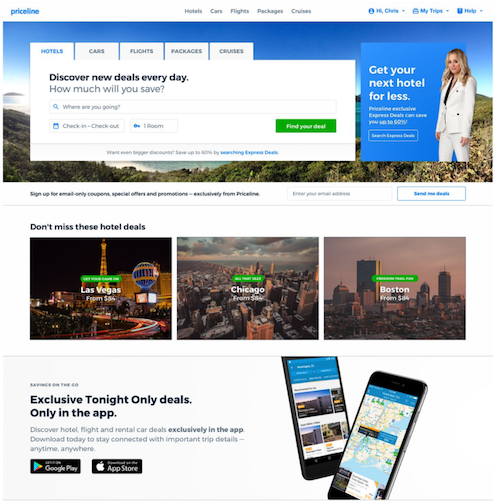 priceline
Hotels Cars Flights Packages Cruises
Hi, Chris My Trips Help
HOTELS CARS FLIGHTS PACKAGES CRUISES
Discover new deals every day.
How much will you save?
Where are you going?
Check-in – Check-out 1 Room Find your deal
Want even bigger discounts? Save up to 60% by searching Express Deals
Get your
next hotel
for less.
Priceline exclusive
Express Deals can save
you up to 60%!
Search Express Deals
Sign up for email-only coupons, special offers and promotions – exclusively from Priceline.
Enter your email address Send me deals
Don't miss these hotel deals
GET YOUR GAME ON
Las Vegas
From $84
ALL THAT JAZZ
Chicago
From $84
FREEDOM TRAIL FUN
Boston
From $84
SAVINGS ON THE GO
Exclusive Tonight Only deals.
Only in the app.
Discover hotel, flight and rental car deals exclusively in the app.
Download today to stay connected with important trip details –
anytime, anywhere.
GET IT ON
Google Play
Download on the
App Store